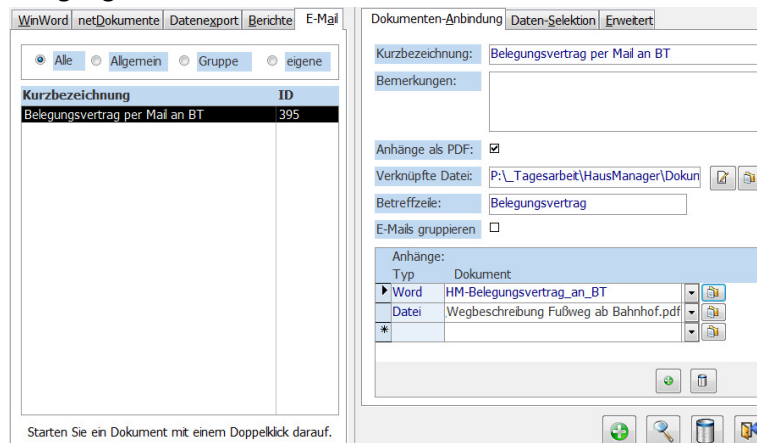 WinWord netDokumente Datenexport Berichte E-Mail
Alle Allgemein Gruppe eigene
Kurzbezeichnung ID
Belegungsvertrag per Mail an BT 395
Starten Sie ein Dokument mit einem Doppelklick darauf.
Dokumenten-Anbindung Daten-Selektion Erweitert
Kurzbezeichnung: Belegungsvertrag per Mail an BT
Bemerkungen:
Anhänge als PDF:
Verknüpfte Datei: P:\_Tagesarbeit\HausManager\Dokun
Betreffzeile: Belegungsvertrag
E-Mails gruppieren
Anhänge:
Typ Dokument
Word HM-Belegungsvertrag_an_BT
Datei Wegbeschreibung Fußweg ab Bahnhof.pdf
*